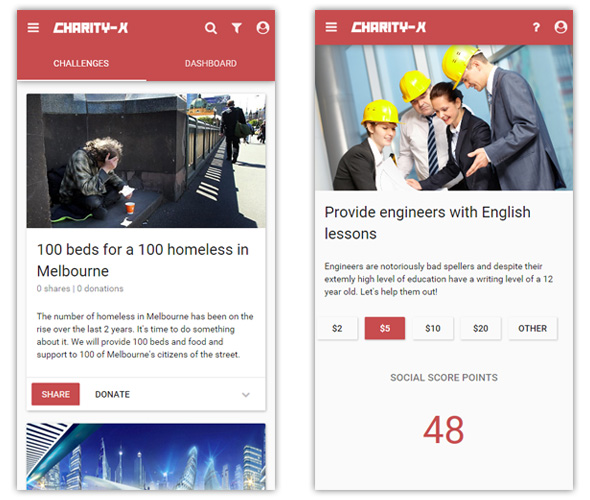 CHARITY-X
CHALLENGES
DASHBOARD
100 beds for a 100 homeless in
Melbourne
0 shares | 0 donations
The number of homeless in Melbourne has been on the
rise over the last 2 years. It's time to do something
about it. We will provide 100 beds and food and
support to 100 of Melbourne's citizens of the street.
SHARE
DONATE
CHARITY-X
?
Provide engineers with English
lessons
Engineers are notoriously bad spellers and despite their
extemly high level of education have a writing level of a 12
year old. Let's help them out!
$2
$5
$10
$20
OTHER
SOCIAL SCORE POINTS
48